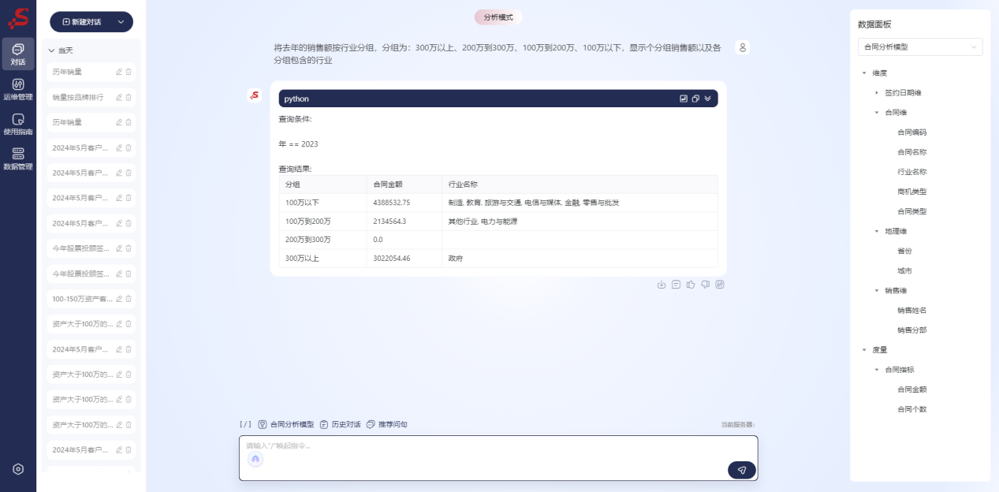 新建对话
对话
运维管理
使用指南
数据管理
当天
历年销量
销量按品牌排行
历年销量
2024年5月客户...
2024年5月客户...
2024年5月客户...
2024年5月客户...
今年股票投顾签...
今年股票投顾签...
100-150万资产客...
资产大于100万的...
2024年5月客户...
资产大于100万的...
资产大于100万的...
资产大于100万的...
2024年5月客户...
分析模式
将去年的销售额按行业分组，分组为：300万以上、200万到300万、100万到200万、100万以下，显示个分组销售额以及各
分组包含的行业
python
查询条件:
年 == 2023
查询结果:
分组 合同金额 行业名称
100万以下 4388532.75 制造, 教育, 旅游与交通, 电信与媒体, 金融, 零售与批发
100万到200万 2134564.3 其他行业, 电力与能源
200万到300万 0.0
300万以上 3022054.46 政府
[/] 合同分析模型 历史对话 推荐问句
当前服务器:
请输入"/"唤起指令...
数据面板
合同分析模型
维度
签约日期维
合同维
合同编码
合同名称
行业名称
商机类型
合同类型
地理维
省份
城市
销售维
销售姓名
销售分部
度量
合同指标
合同金额
合同个数